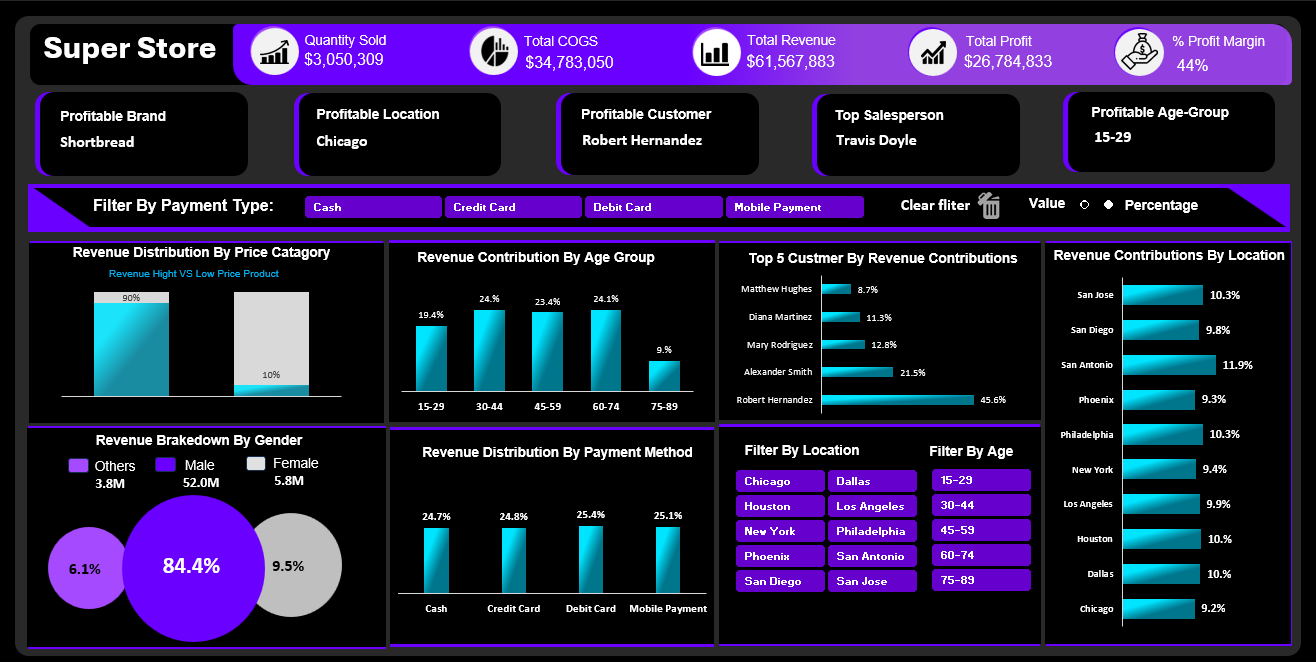 Super Store
Quantity Sold
$3,050,309
Total COGS
$34,783,050
Total Revenue
$61,567,883
Total Profit
$26,784,833
% Profit Margin
44%
Profitable Brand
Shortbread
Profitable Location
Chicago
Profitable Customer
Robert Hernandez
Top Salesperson
Travis Doyle
Profitable Age-Group
15-29
Filter By Payment Type:
Cash
Credit Card
Debit Card
Mobile Payment
Clear fliter
Value
Percentage
Revenue Distribution By Price Catagory
Revenue Hight VS Low Price Product
90%
10%
Revenue Contribution By Age Group
19.4%
24.%
23.4%
24.1%
9.%
15-29
30-44
45-59
60-74
75-89
Top 5 Custmer By Revenue Contributions
Matthew Hughes 8.7%
Diana Martinez 11.3%
Mary Rodriguez 12.8%
Alexander Smith 21.5%
Robert Hernandez 45.6%
Revenue Contributions By Location
San Jose 10.3%
San Diego 9.8%
San Antonio 11.9%
Phoenix 9.3%
Philadelphia 10.3%
New York 9.4%
Los Angeles 9.9%
Houston 10.%
Dallas 10.%
Chicago 9.2%
Revenue Brakedown By Gender
Others
3.8M
Male
52.0M
Female
5.8M
6.1%
84.4%
9.5%
Revenue Distribution By Payment Method
24.7%
24.8%
25.4%
25.1%
Cash
Credit Card
Debit Card
Mobile Payment
Filter By Location
Chicago
Dallas
Houston
Los Angeles
New York
Philadelphia
Phoenix
San Antonio
San Diego
San Jose
Filter By Age
15-29
30-44
45-59
60-74
75-89